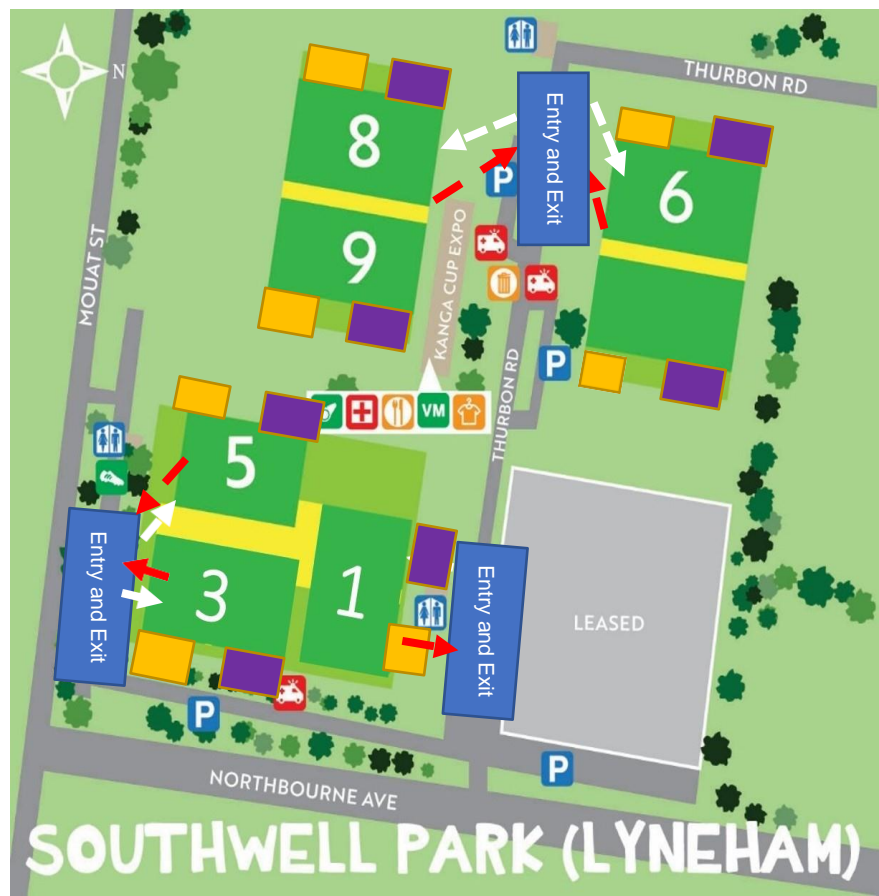 THURBON RD
N
Entry and Exit
8
6
P
9
MOUAT ST
KANGA CUP EXPO
P
THURBON RD
VM
5
Entry and Exit
3
1
Entry and Exit
LEASED
P
P
NORTHBOURNE AVE
SOUTHWELL PARK (LYNEHAM)